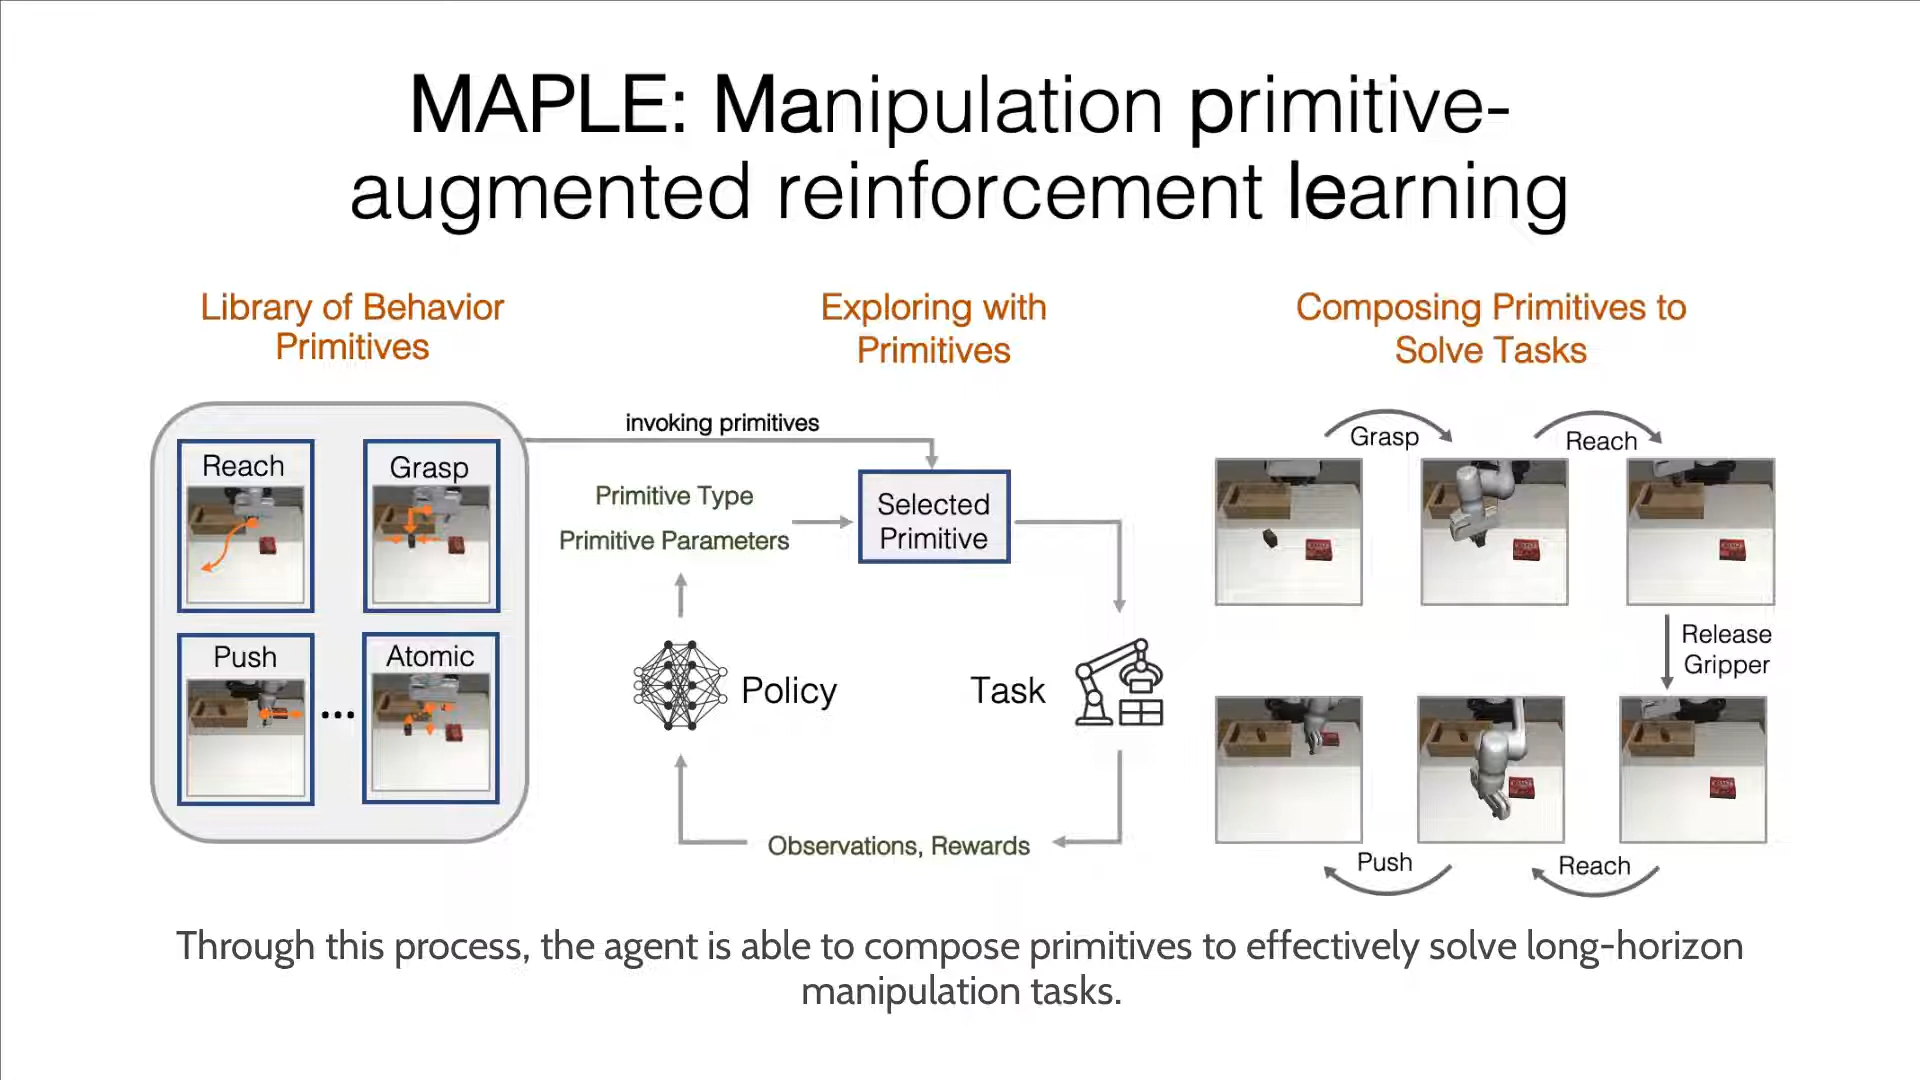 MAPLE: Manipulation primitive-
augmented reinforcement learning
Library of Behavior
Primitives
Exploring with
Primitives
Composing Primitives to
Solve Tasks
Reach
Grasp
Push
Atomic
...
invoking primitives
Primitive Type
Primitive Parameters
Selected
Primitive
Policy
Task
Observations, Rewards
Grasp
Reach
Release
Gripper
Reach
Push
Through this process, the agent is able to compose primitives to effectively solve long-horizon
manipulation tasks.